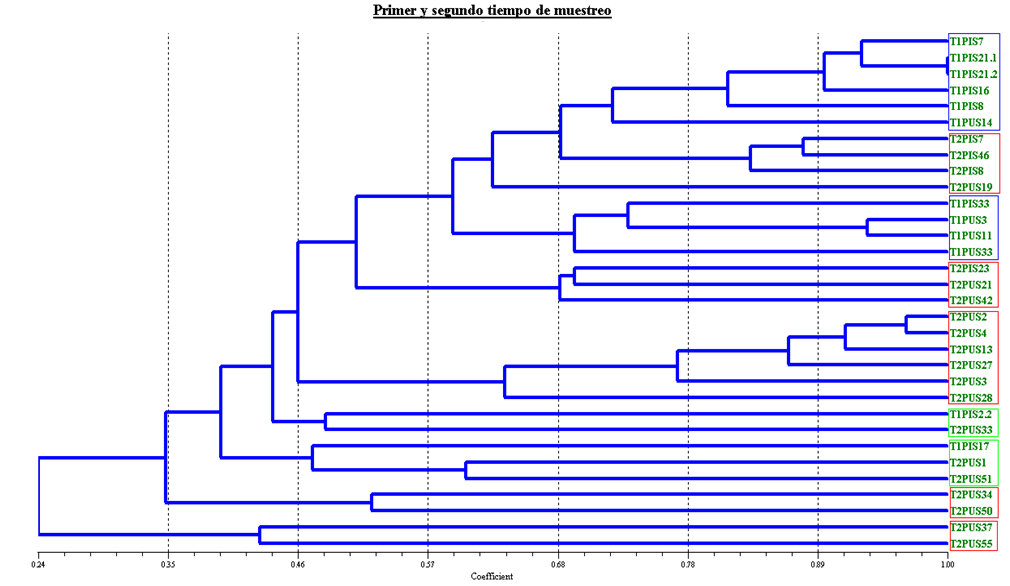 Primer y segundo tiempo de muestreo
T1PIS7
T1PIS21.1
T1PIS21.2
T1PIS16
T1PIS8
T1PUS14
T2PIS7
T2PIS46
T2PIS8
T2PUS19
T1PIS33
T1PUS3
T1PUS11
T1PUS33
T2PIS23
T2PUS21
T2PUS42
T2PUS2
T2PUS4
T2PUS13
T2PUS27
T2PUS3
T2PUS28
T1PIS2.2
T2PUS33
T1PIS17
T2PUS1
T2PUS51
T2PUS34
T2PUS50
T2PUS37
T2PUS55
0.24 0.35 0.46 0.57 0.68 0.78 0.89 1.00
Coefficient